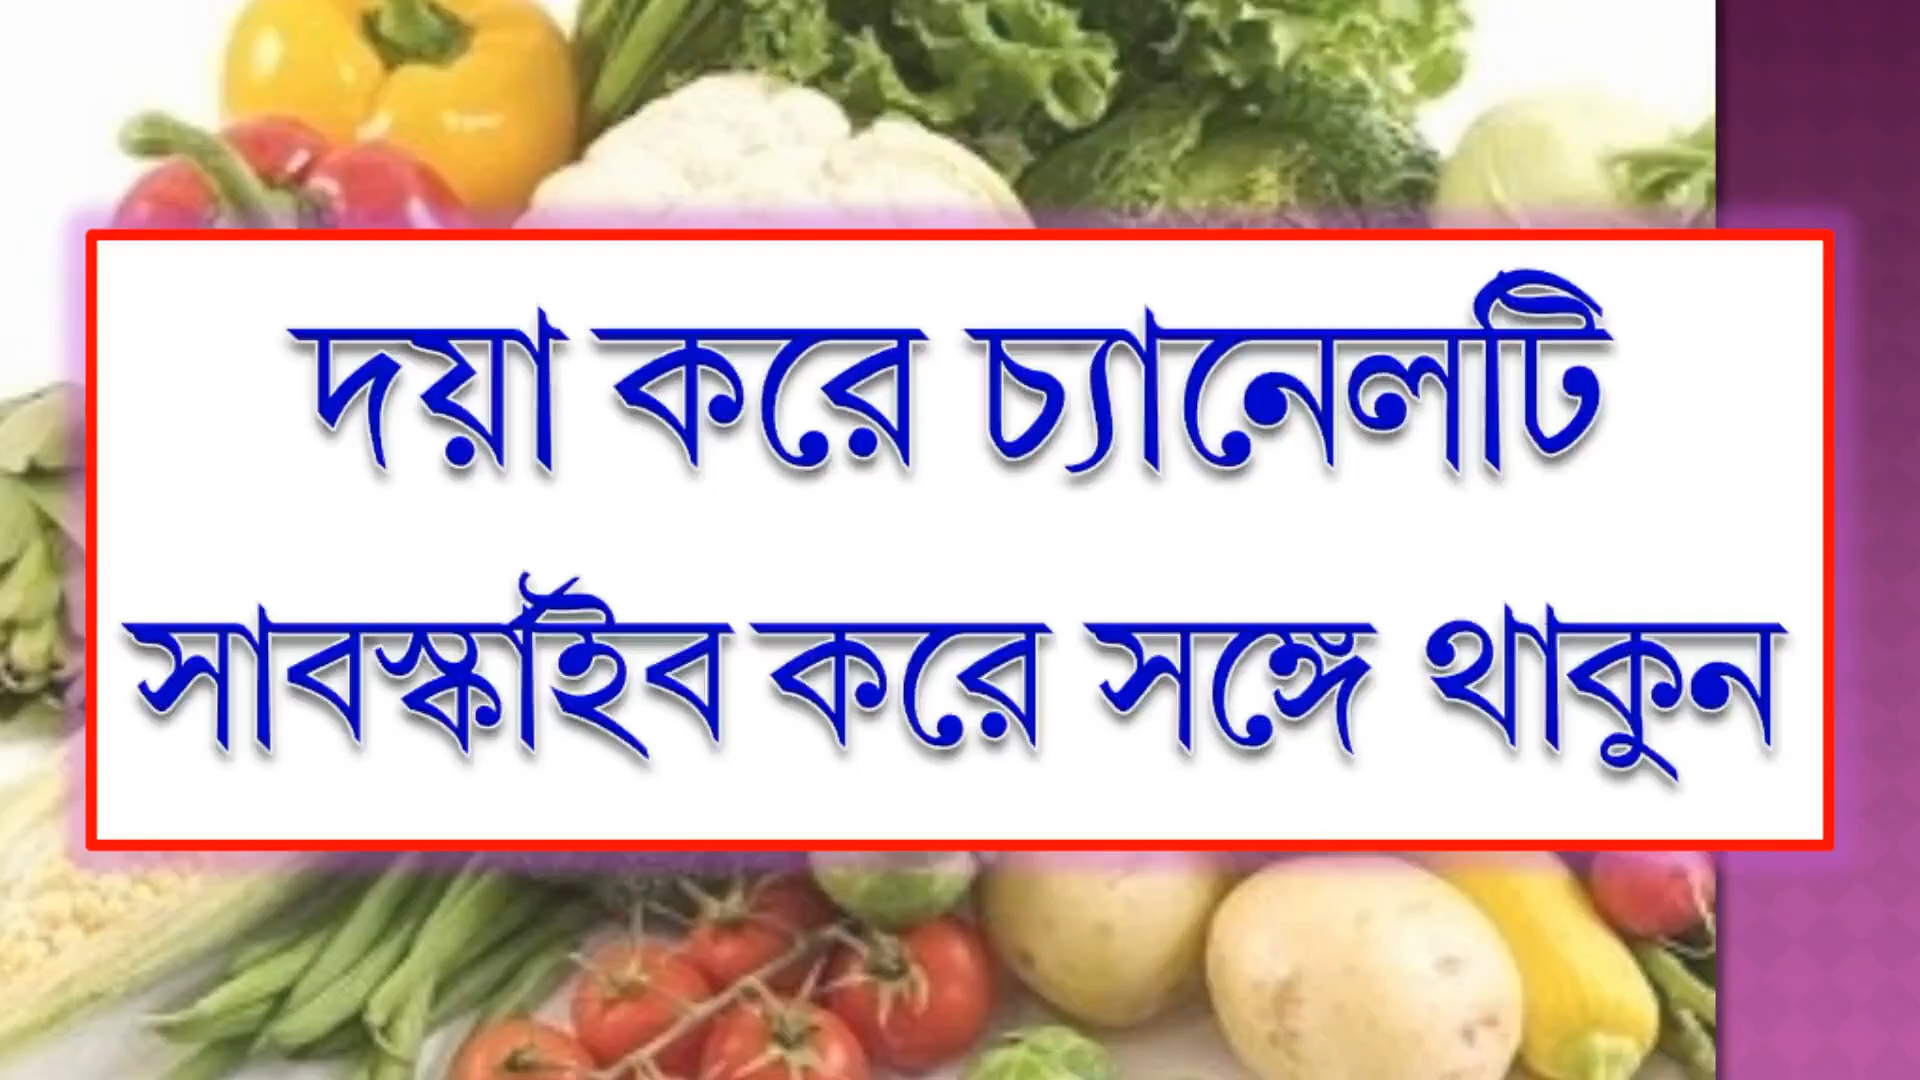 দয়া করে চ্যানেলটি
সাবস্কাইব করে সঙ্গে থাকুন